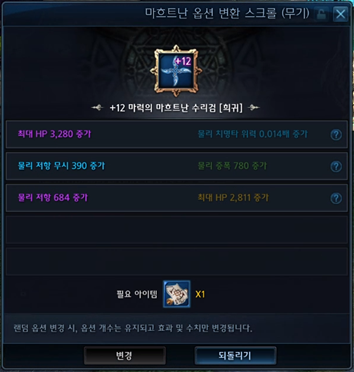 마흐트난 옵션 변환 스크롤 (무기)
+12
+12 마력의 마흐트난 수리검 [희귀]
최대 HP 3,280 증가 물리 치명타 위력 0.014배 증가 ?
물리 저항 무시 390 증가 물리 증폭 780 증가 ?
물리 저항 684 증가 최대 HP 2,811 증가 ?
필요 아이템 X1
랜덤 옵션 변경 시, 옵션 개수는 유지되고 효과 및 수치만 변경됩니다.
변경 되돌리기